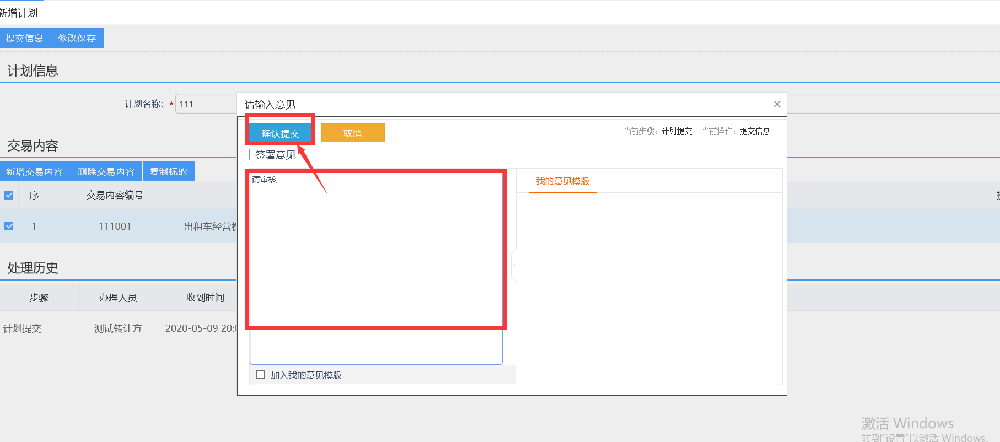 新增计划
提交信息 修改保存
计划信息
计划名称：* 111
请输入意见
确认提交 取消 当前步骤：计划提交 当前操作：提交信息
签署意见
交易内容
新增交易内容 删除交易内容 复制标的
请审核
我的意见模版
序 交易内容编号
1 111001 出租车经营
处理历史
步骤 办理人员 收到时间
计划提交 测试转让方 2020-05-09 20:
加入我的意见模版
激活 Windows
转到“设置”以激活 Windows。